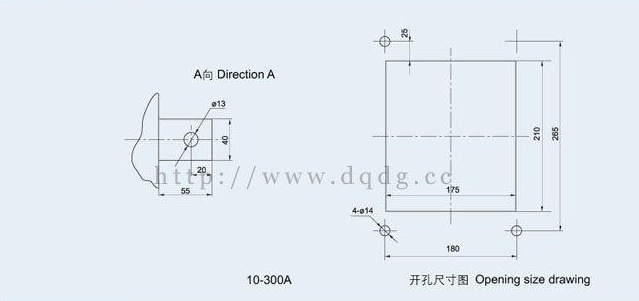 25
A向 Direction A
ø13
40
210
265
20
55
http://www.dqdg.cc
175
4-ø14
180
10-300A
开孔尺寸图 Opening size drawing